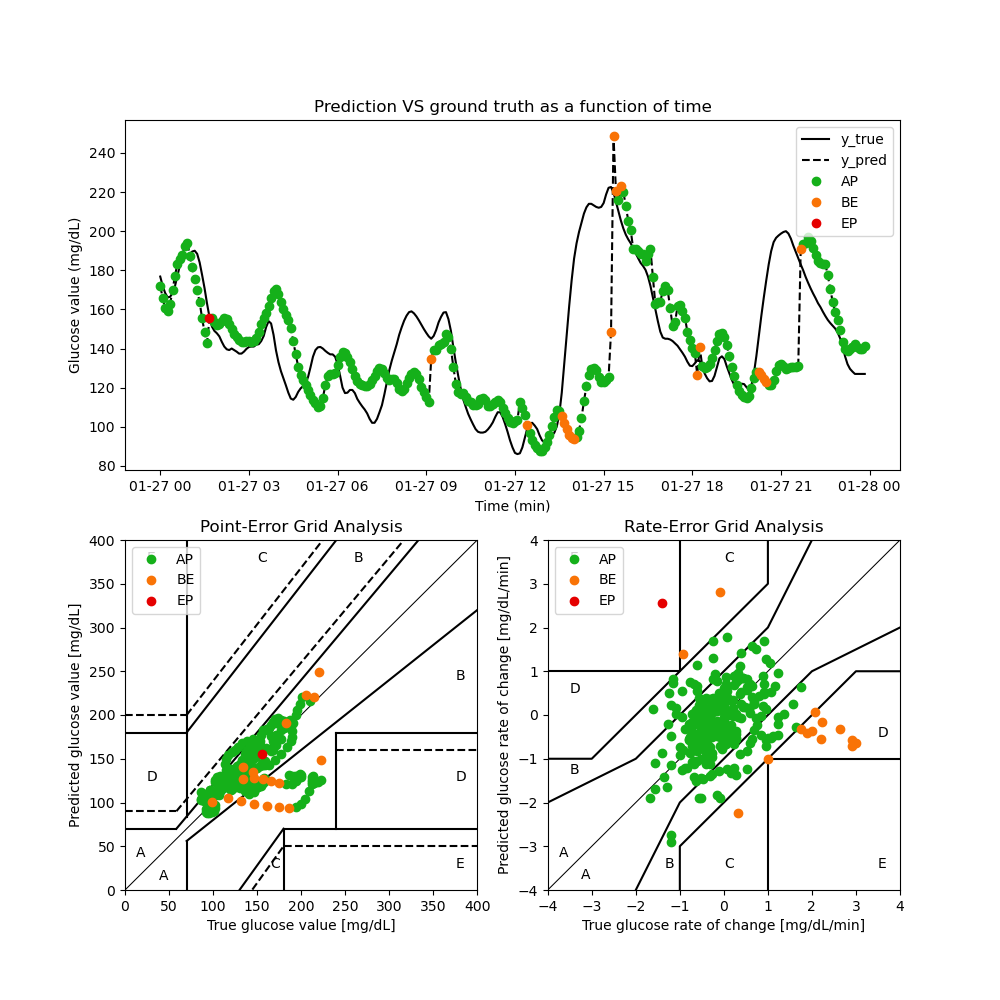 Prediction VS ground truth as a function of time
Glucose value (mg/dL)
240
220
200
180
160
140
120
100
80
y_true
y_pred
AP
BE
EP
01-27 00 01-27 03 01-27 06 01-27 09 01-27 12 01-27 15 01-27 18 01-27 21 01-28 00
Time (min)
Point-Error Grid Analysis
Predicted glucose value [mg/dL]
400
350
300
250
200
150
100
50
0
AP
BE
EP
C
B
B
D
D
A
A
C
E
0 50 100 150 200 250 300 350 400
True glucose value [mg/dL]
Rate-Error Grid Analysis
Predicted glucose rate of change [mg/dL/min]
4
3
2
1
0
−1
−2
−3
−4
AP
BE
EP
C
D
D
B
A
A
B
C
E
−4 −3 −2 −1 0 1 2 3 4
True glucose rate of change [mg/dL/min]